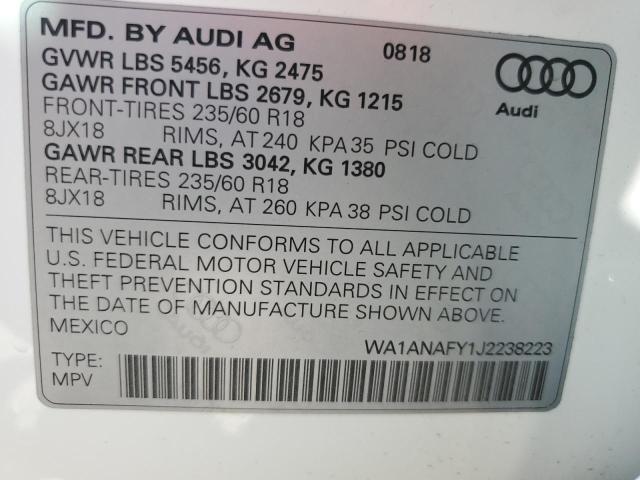 MFD. BY AUDI AG 0818
GVWR LBS 5456, KG 2475
GAWR FRONT LBS 2679, KG 1215
FRONT-TIRES 235/60 R18
8JX18 RIMS, AT 240 KPA 35 PSI COLD
GAWR REAR LBS 3042, KG 1380
REAR-TIRES 235/60 R18
8JX18 RIMS, AT 260 KPA 38 PSI COLD
Audi
THIS VEHICLE CONFORMS TO ALL APPLICABLE
U.S. FEDERAL MOTOR VEHICLE SAFETY AND
THEFT PREVENTION STANDARDS IN EFFECT ON
THE DATE OF MANUFACTURE SHOWN ABOVE.
MEXICO
WA1ANAFY1J2238223
TYPE:
MPV
Audi